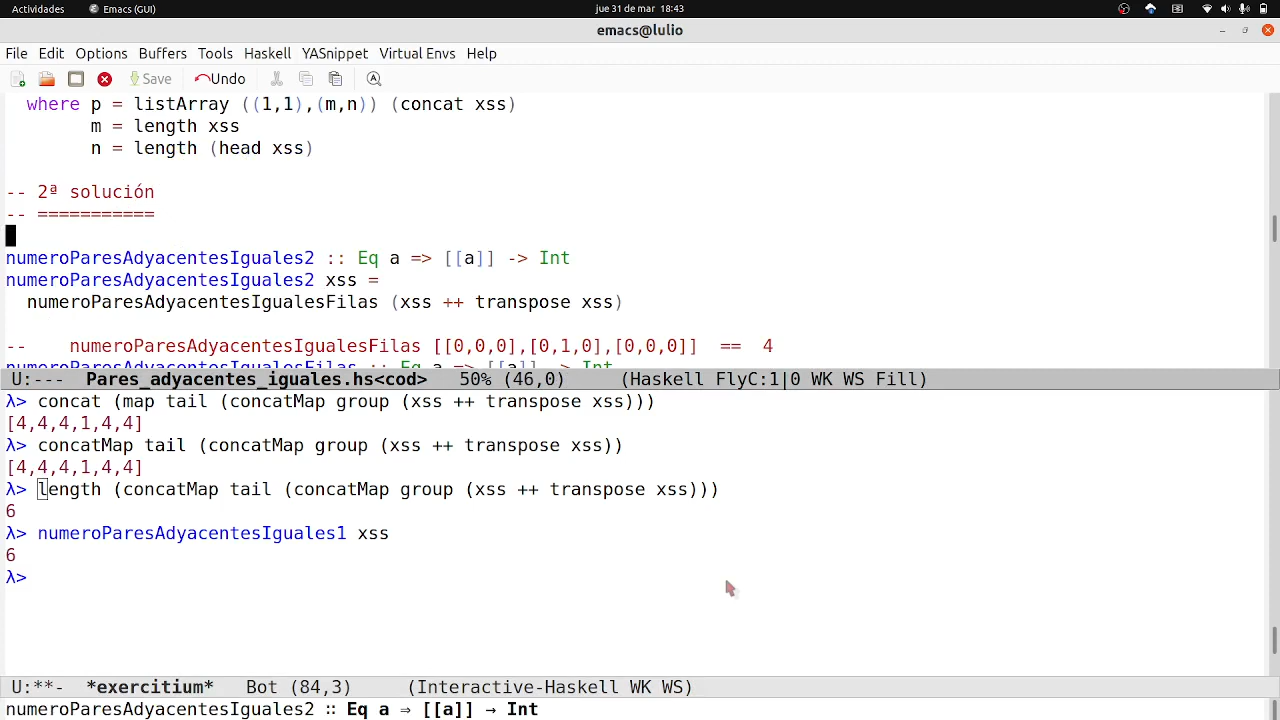 Actividades Emacs (GUI) jue 31 de mar 18:43
emacs@lulio
File Edit Options Buffers Tools Haskell YASnippet Virtual Envs Help
Save Undo
where p = listArray ((1,1),(m,n)) (concat xss)
m = length xss
n = length (head xss)
-- 2ª solución
-- ===========
numeroParesAdyacentesIguales2 :: Eq a => [[a]] -> Int
numeroParesAdyacentesIguales2 xss =
numeroParesAdyacentesIgualesFilas (xss ++ transpose xss)
-- numeroParesAdyacentesIgualesFilas [[0,0,0],[0,1,0],[0,0,0]] == 4
numeroParesAdyacentesIgualesFilas :: Eq a => [[a]] -> Int
U:--- Pares_adyacentes_iguales.hs<cod> 50% (46,0) (Haskell FlyC:1|0 WK WS Fill)
λ> concat (map tail (concatMap group (xss ++ transpose xss)))
[4,4,4,1,4,4]
λ> concatMap tail (concatMap group (xss ++ transpose xss))
[4,4,4,1,4,4]
λ> length (concatMap tail (concatMap group (xss ++ transpose xss)))
6
λ> numeroParesAdyacentesIguales1 xss
6
λ>
U:**- *exercitium* Bot (84,3) (Interactive-Haskell WK WS)
numeroParesAdyacentesIguales2 ∷ Eq a ⇒ [[a]] → Int